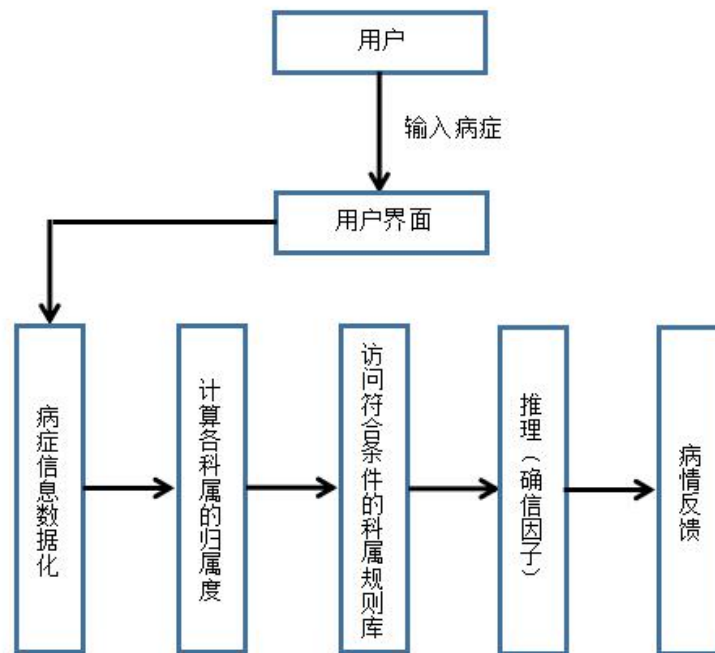 用户
输入病症
用户界面
病症信息数据化
计算各科属的归属度
访问符合条件的科属规则库
推理（确信因子）
病情反馈